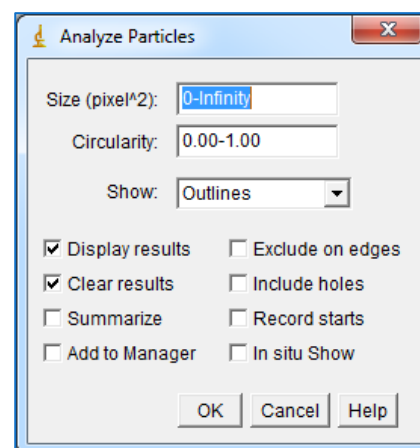 Analyze Particles
Size (pixel^2): 0-Infinity
Circularity: 0.00-1.00
Show: Outlines
Display results Exclude on edges
Clear results Include holes
Summarize Record starts
Add to Manager In situ Show
OK Cancel Help